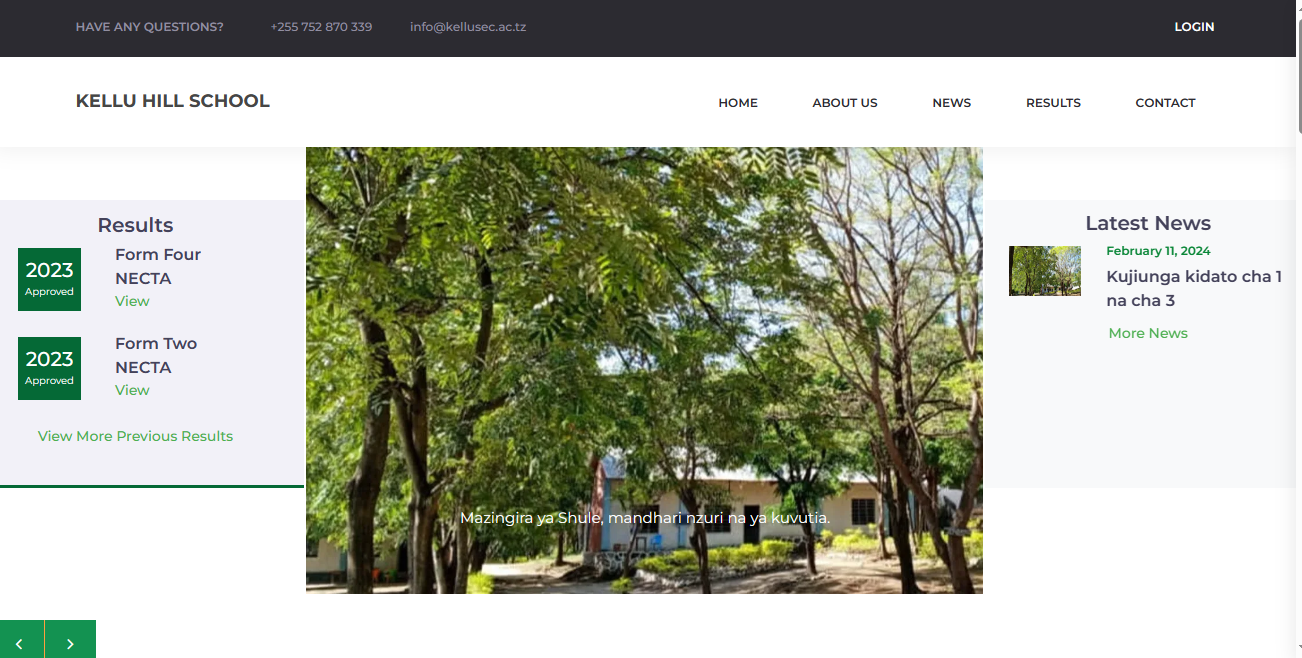 HAVE ANY QUESTIONS? +255 752 870 339 info@kellusec.ac.tz LOGIN
KELLU HILL SCHOOL
HOME ABOUT US NEWS RESULTS CONTACT
Results
2023
Approved
Form Four
NECTA
View
2023
Approved
Form Two
NECTA
View
View More Previous Results
Mazingira ya Shule, mandhari nzuri na ya kuvutia.
Latest News
February 11, 2024
Kujiunga kidato cha 1
na cha 3
More News